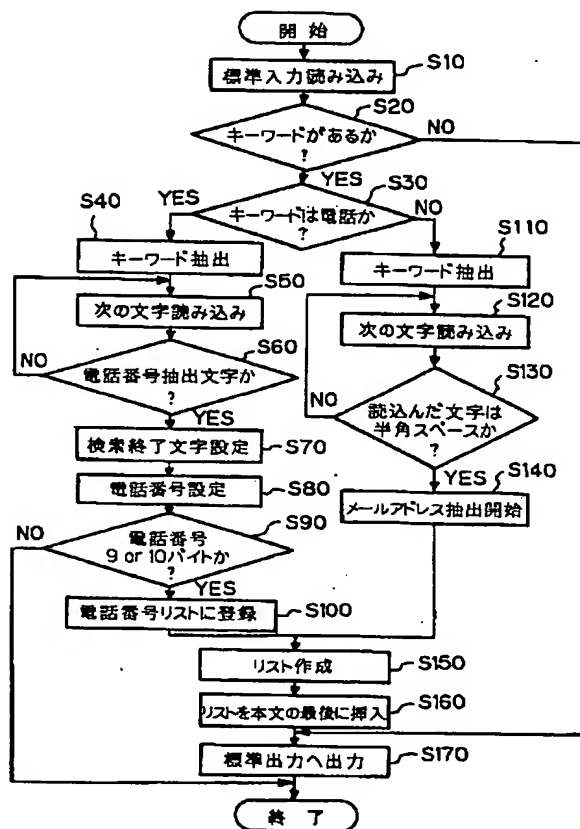 開始
S10
標準入力読み込み
S20
キーワードがあるか
?
NO
YES
S30
キーワードは電話か
?
YES
NO
S40
キーワード抽出
S110
キーワード抽出
S50
次の文字読み込み
S120
次の文字読み込み
S60
電話番号抽出文字か
?
NO
YES
S130
読込んだ文字は
半角スペースか
?
NO
YES
S70
検索終了文字設定
S140
メールアドレス抽出開始
S80
電話番号設定
S90
電話番号
9 or 10バイトか
?
NO
YES
S100
電話番号リストに登録
S150
リスト作成
S160
リストを本文の最後に挿入
S170
標準出力へ出力
終了